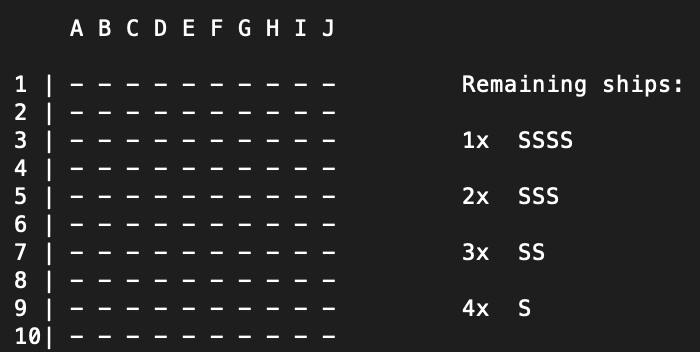 A B C D E F G H I J
1 | - - - - - - - - - - Remaining ships:
2 | - - - - - - - - - -
3 | - - - - - - - - - - 1x SSSS
4 | - - - - - - - - - -
5 | - - - - - - - - - - 2x SSS
6 | - - - - - - - - - -
7 | - - - - - - - - - - 3x SS
8 | - - - - - - - - - -
9 | - - - - - - - - - - 4x S
10| - - - - - - - - - -